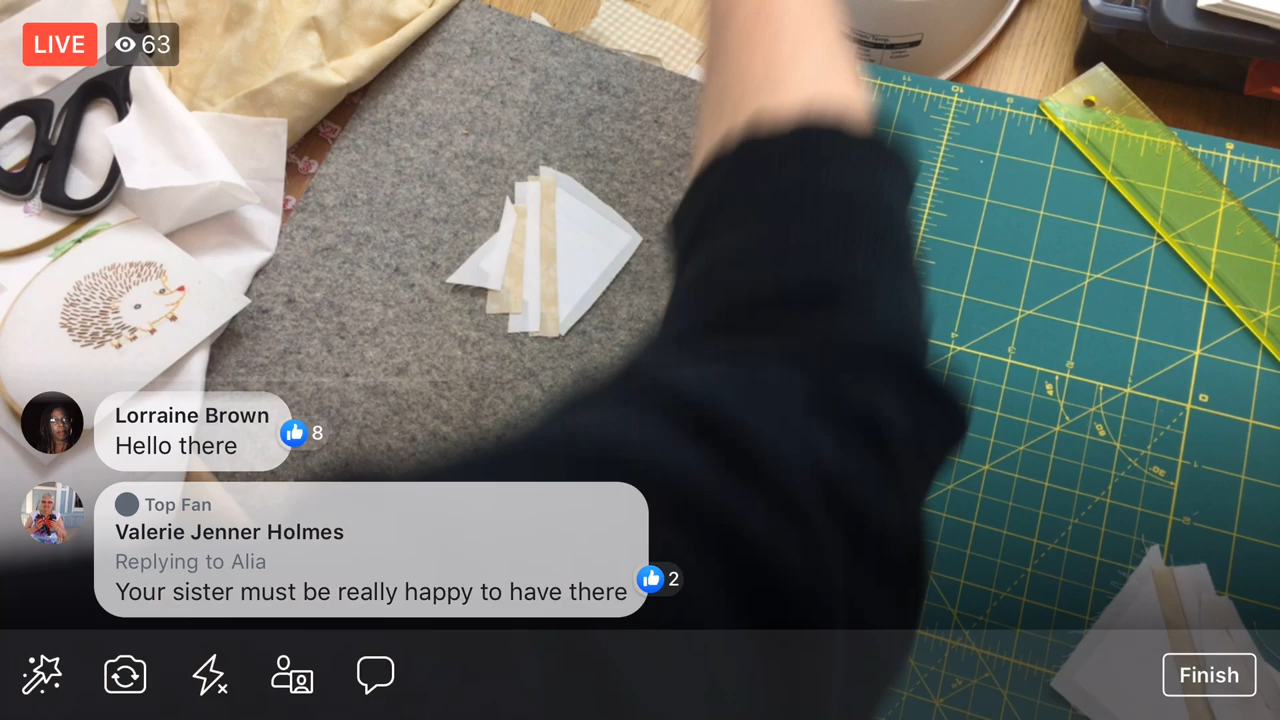 LIVE
63
Lorraine Brown
Hello there
8
Top Fan
Valerie Jenner Holmes
Replying to Alia
Your sister must be really happy to have there
2
Finish